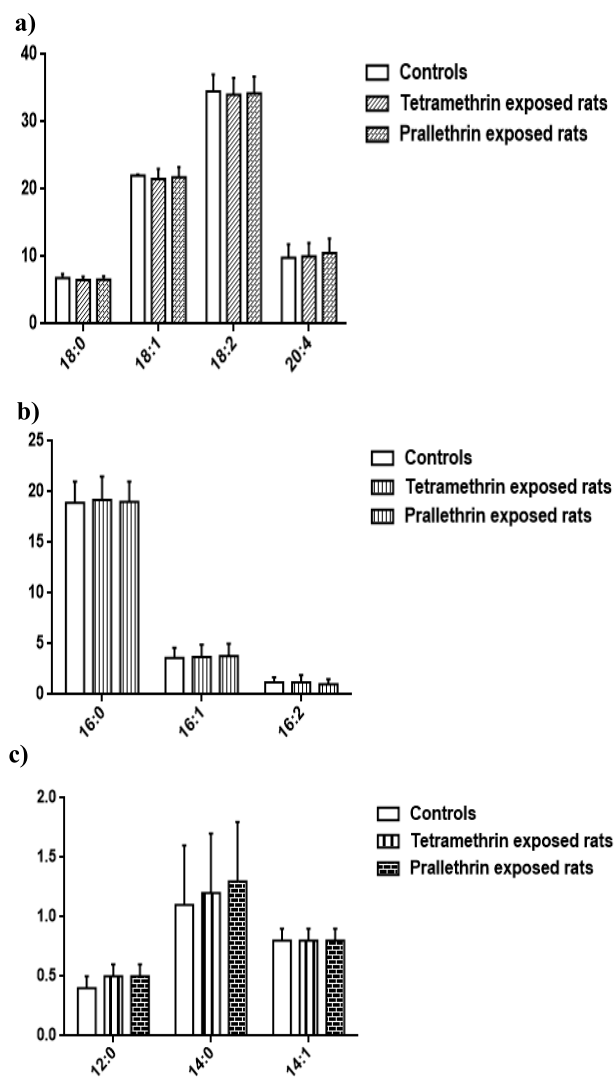 a)
40
30
20
10
0
18:0
18:1
18:2
20:4
Controls
Tetramethrin exposed rats
Prallethrin exposed rats
b)
25
20
15
10
5
0
16:0
16:1
16:2
Controls
Tetramethrin exposed rats
Prallethrin exposed rats
c)
2.0
1.5
1.0
0.5
0.0
12:0
14:0
14:1
Controls
Tetramethrin exposed rats
Prallethrin exposed rats